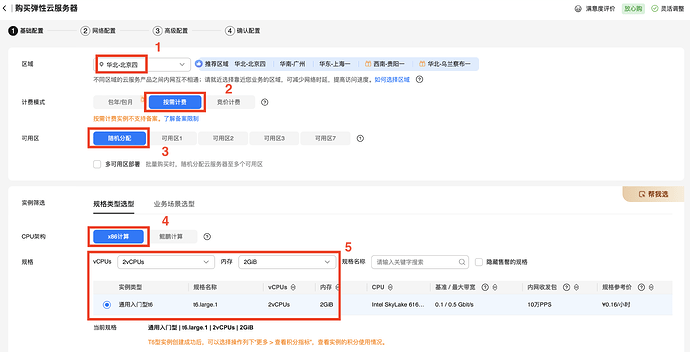 购买弹性云服务器
满意度评价 放心购 灵活调整
1 基础配置 2 网络配置 3 高级配置 4 确认配置
1
区域 华北-北京四 推荐区域 华北-北京四 华南-广州 华东-上海一 西南-贵阳一 华北-乌兰察布一
不同区域的云服务产品之间内网互不相通；请就近选择靠近您业务的区域，可减少网络时延，提高访问速度。如何选择区域
2
计费模式 包年/包月 按需计费 竞价计费
按需计费实例不支持备案。了解备案限制
可用区 随机分配 可用区1 可用区2 可用区3 可用区7
3
多可用区部署 批量购买时，随机分配云服务器至多个可用区
帮我选
实例筛选 规格类型选型 业务场景选型
4
CPU架构 x86计算 鲲鹏计算
5
规格 vCPUs 2vCPUs 内存 2GiB 规格名称 请输入关键字搜索 隐藏售罄的规格
实例类型 规格名称 vCPUs 内存 CPU 基准 / 最大带宽 内网收发包 规格参考价
通用入门型t6 t6.large.1 2vCPUs 2GiB Intel SkyLake 616... 0.1 / 0.5 Gbit/s 10万PPS ¥0.16/小时
当前规格 通用入门型 | t6.large.1 | 2vCPUs | 2GiB
T6型实例创建成功后，可以选择操作列下"更多 > 查看积分指标"，查看实例的积分使用情况。